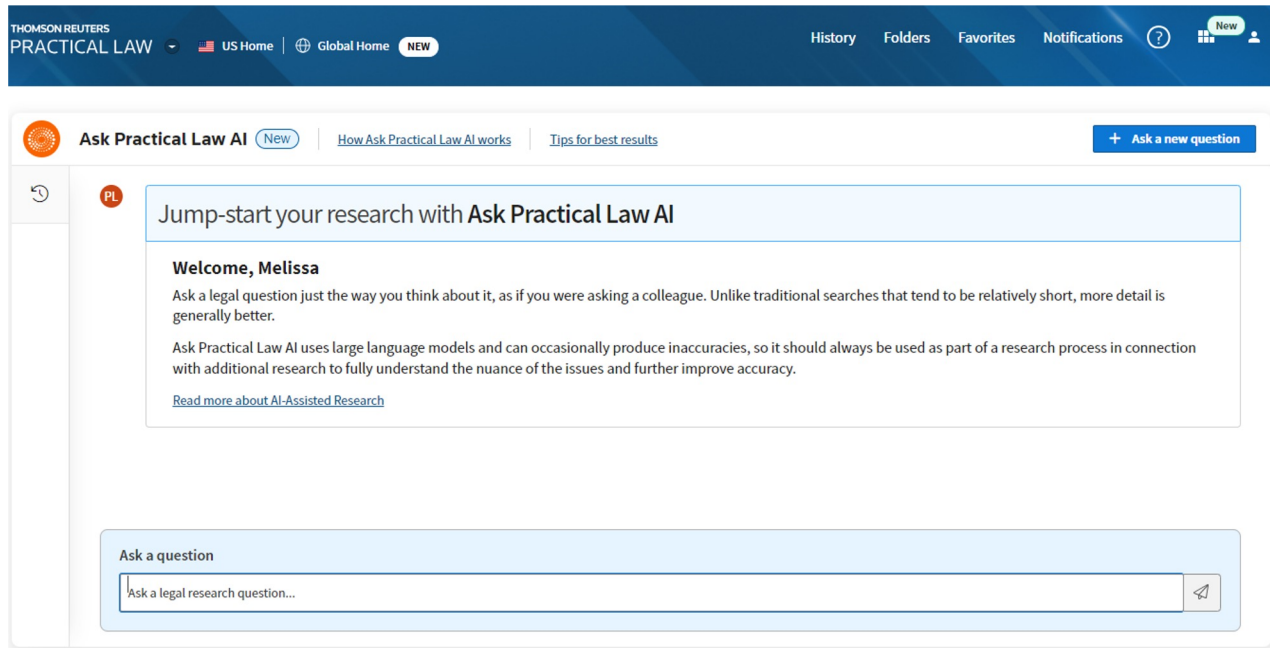 THOMSON REUTERS
PRACTICAL LAW
US Home
Global Home NEW
History Folders Favorites Notifications ? New
Ask Practical Law AI New How Ask Practical Law AI works Tips for best results + Ask a new question
PL
Jump-start your research with Ask Practical Law AI
Welcome, Melissa
Ask a legal question just the way you think about it, as if you were asking a colleague. Unlike traditional searches that tend to be relatively short, more detail is
generally better.
Ask Practical Law AI uses large language models and can occasionally produce inaccuracies, so it should always be used as part of a research process in connection
with additional research to fully understand the nuance of the issues and further improve accuracy.
Read more about AI-Assisted Research
Ask a question
Ask a legal research question...